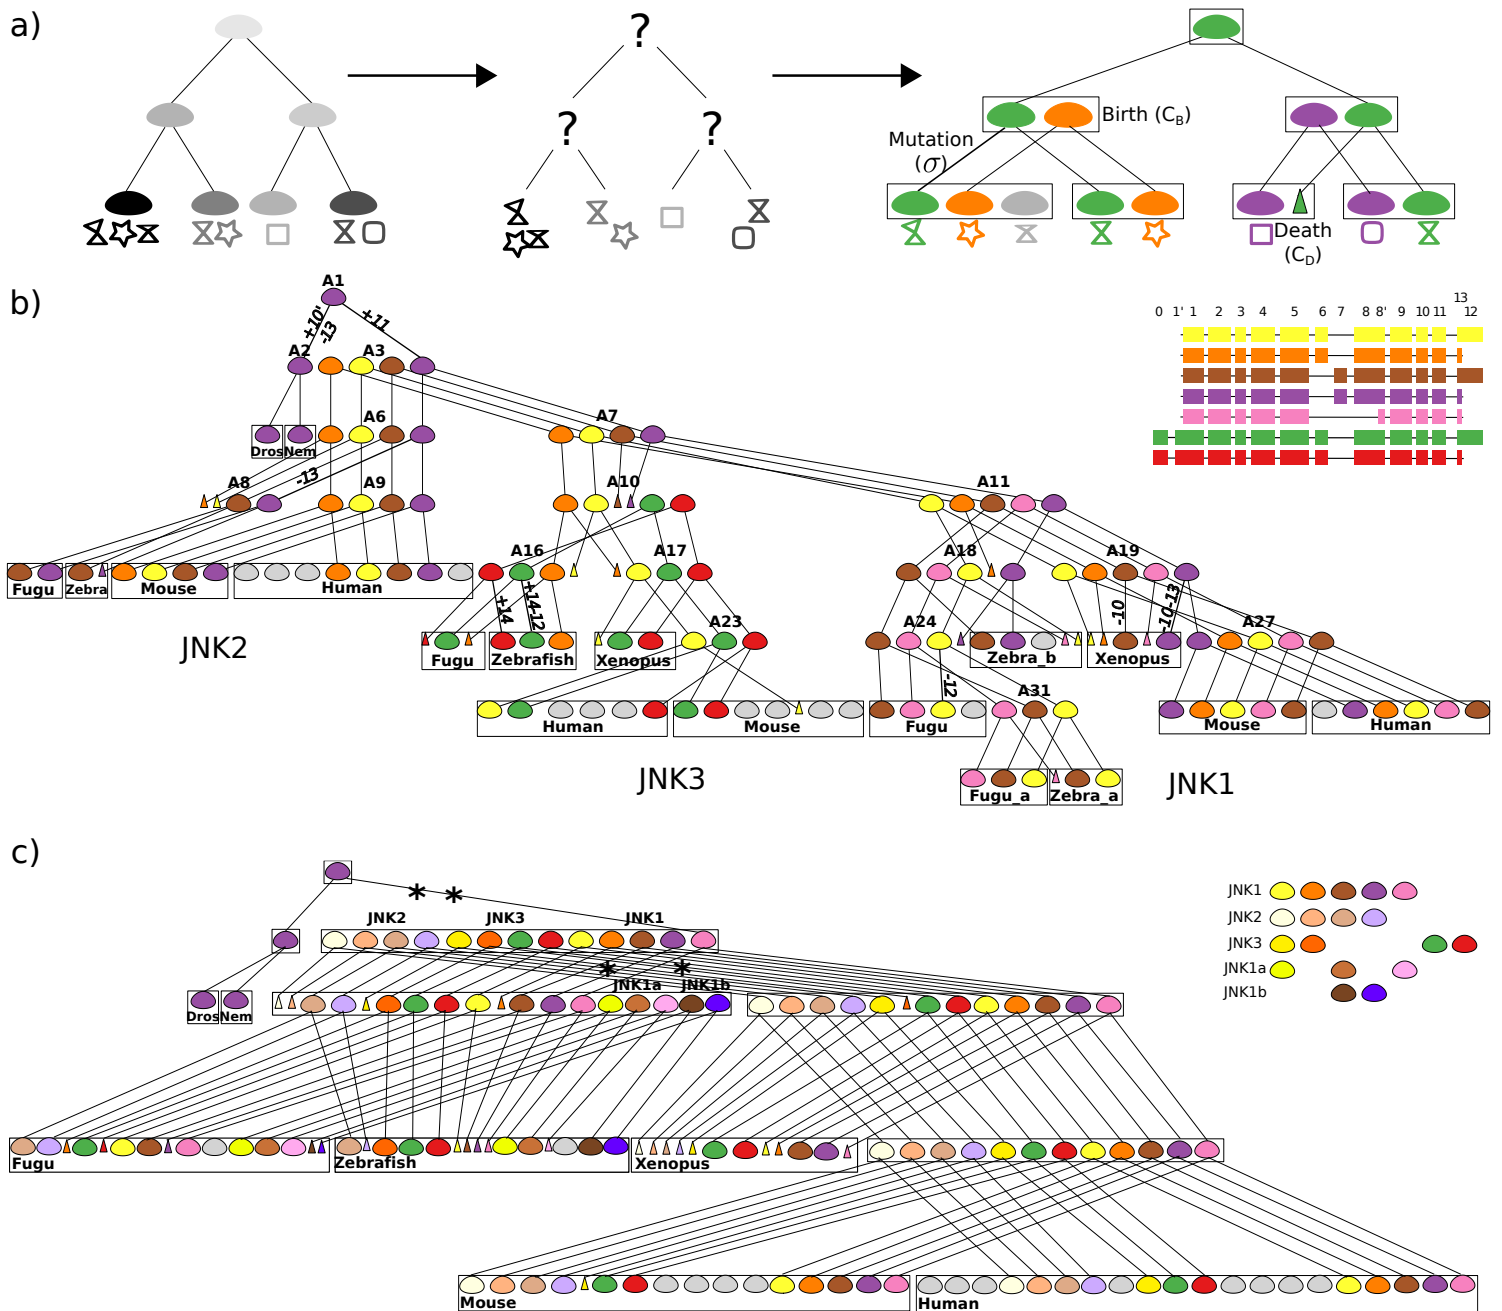 a)
?
?
?
Birth (CB)
Mutation
(σ)
Death
(CD)
b)
A1
+10'
-13
+11
A2
A3
0 1' 1 2 3 4 5 6 7 8 8' 9 10 11 13 12
A6
A7
Dros
Nem
A8
-13
A9
A10
A11
A16
A17
A18
A19
Fugu
Zebra
Mouse
Human
+14
+14-12
-10
-10-13
A23
A24
A27
JNK2
Fugu
Zebrafish
Xenopus
Zebra_b
Xenopus
-12
A31
Human
Mouse
Fugu
Mouse
Human
JNK3
Fugu_a
Zebra_a
JNK1
c)
* *
JNK2
JNK3
JNK1
JNK1
JNK2
JNK3
JNK1a
JNK1b
* *
JNK1a
JNK1b
Dros
Nem
Fugu
Zebrafish
Xenopus
Mouse
Human